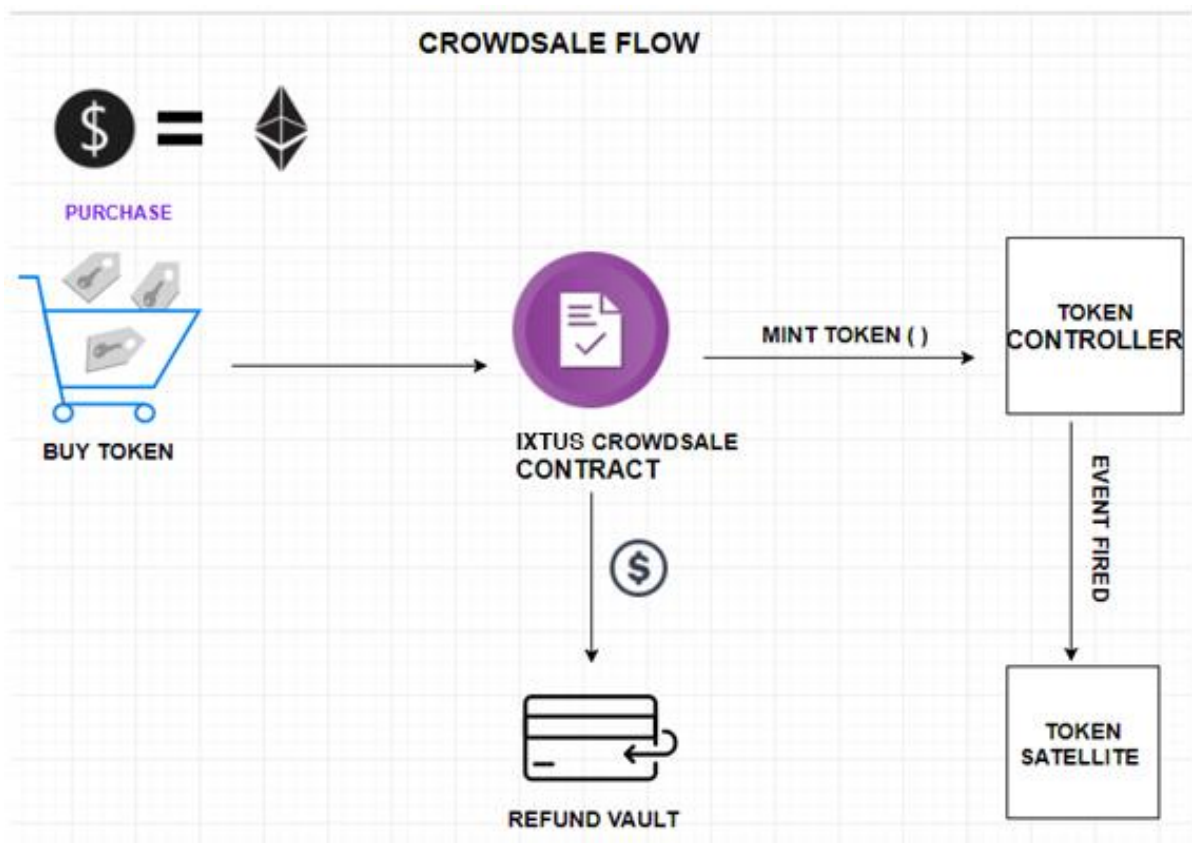 CROWDSALE FLOW
$
PURCHASE
BUY TOKEN
IXTUS CROWDSALE
CONTRACT
MINT TOKEN ( )
TOKEN
CONTROLLER
EVENT FIRED
$
REFUND VAULT
TOKEN
SATELLITE